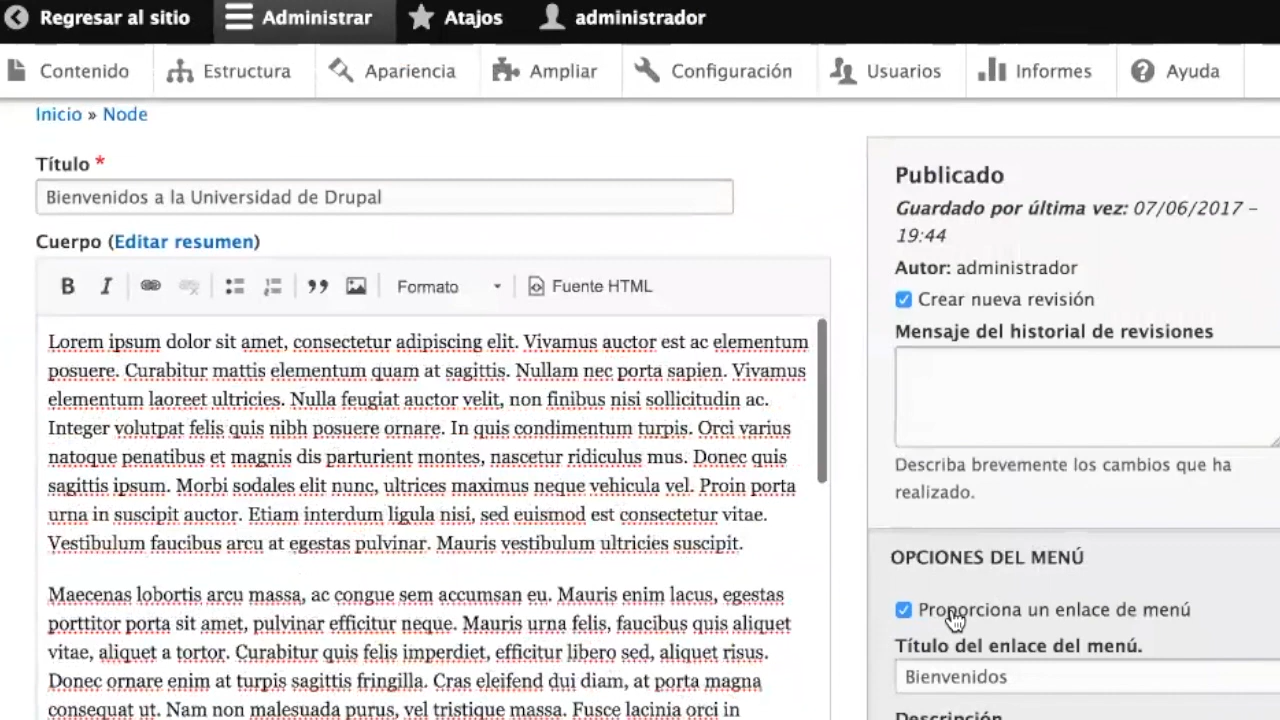 Regresar al sitio Administrar Atajos administrador
Contenido Estructura Apariencia Ampliar Configuración Usuarios Informes Ayuda
Inicio » Node
Título *
Bienvenidos a la Universidad de Drupal
Cuerpo (Editar resumen)
B I Formato Fuente HTML
Lorem ipsum dolor sit amet, consectetur adipiscing elit. Vivamus auctor est ac elementum
posuere. Curabitur mattis elementum quam at sagittis. Nullam nec porta sapien. Vivamus
elementum laoreet ultricies. Nulla feugiat auctor velit, non finibus nisi sollicitudin ac.
Integer volutpat felis quis nibh posuere ornare. In quis condimentum turpis. Orci varius
natoque penatibus et magnis dis parturient montes, nascetur ridiculus mus. Donec quis
sagittis ipsum. Morbi sodales elit nunc, ultrices maximus neque vehicula vel. Proin porta
urna in suscipit auctor. Etiam interdum ligula nisi, sed euismod est consectetur vitae.
Vestibulum faucibus arcu at egestas pulvinar. Mauris vestibulum ultricies suscipit.
Maecenas lobortis arcu massa, ac congue sem accumsan eu. Mauris enim lacus, egestas
porttitor porta sit amet, pulvinar efficitur neque. Mauris urna felis, faucibus quis aliquet
vitae, aliquet a tortor. Curabitur quis felis imperdiet, efficitur libero sed, aliquet risus.
Donec ornare enim at turpis sagittis fringilla. Cras eleifend dui diam, at porta magna
consequat ut. Nam non malesuada purus, vel tristique massa. Fusce lacinia orci in
Publicado
Guardado por última vez: 07/06/2017 -
19:44
Autor: administrador
Crear nueva revisión
Mensaje del historial de revisiones
Describa brevemente los cambios que ha
realizado.
OPCIONES DEL MENÚ
Proporciona un enlace de menú
Título del enlace del menú.
Bienvenidos
Descripción